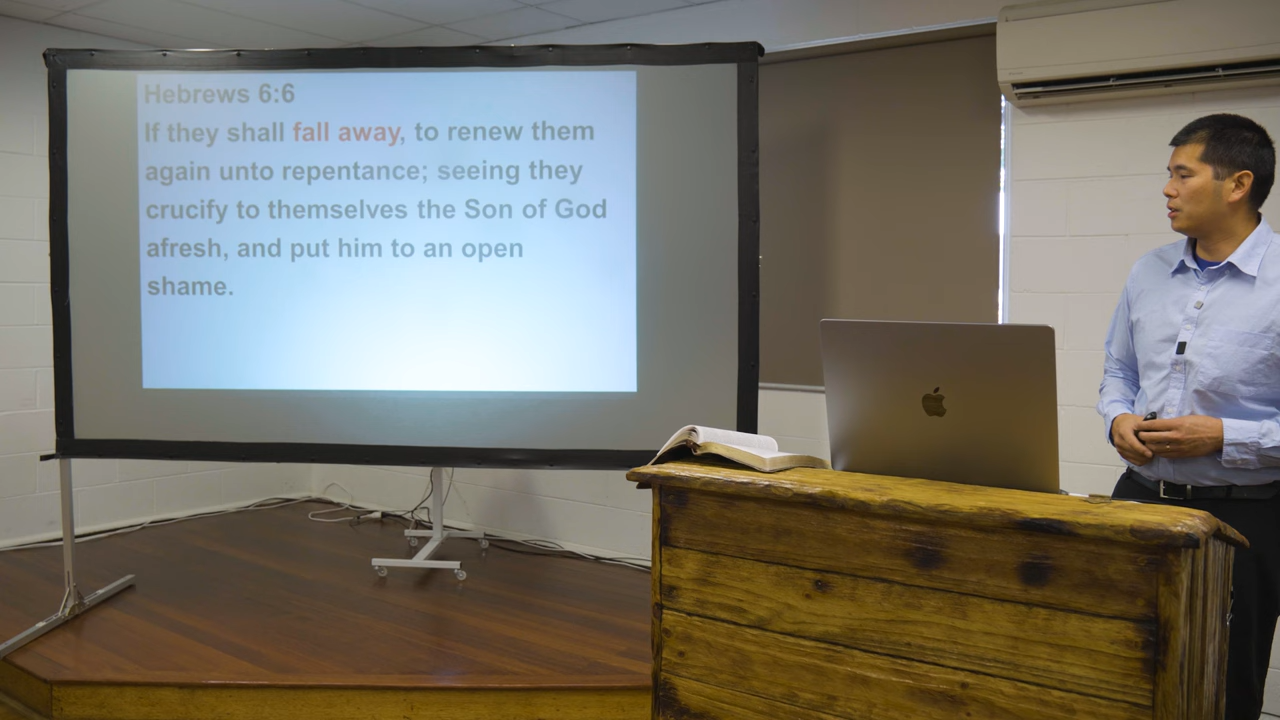 Hebrews 6:6
If they shall fall away, to renew them
again unto repentance; seeing they
crucify to themselves the Son of God
afresh, and put him to an open
shame.